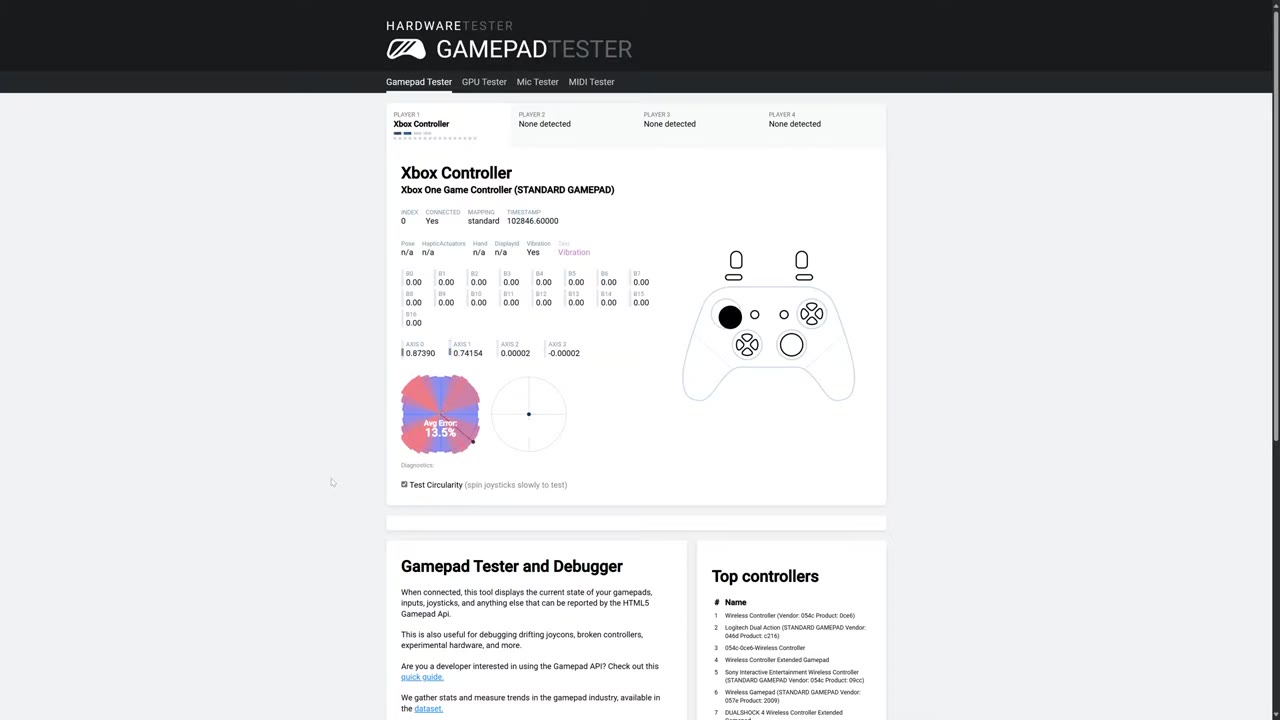 HARDWARETESTER
GAMEPADTESTER
Gamepad Tester GPU Tester Mic Tester MIDI Tester
PLAYER 1 PLAYER 2 PLAYER 3 PLAYER 4
Xbox Controller None detected None detected None detected
Xbox Controller
Xbox One Game Controller (STANDARD GAMEPAD)
INDEX CONNECTED MAPPING TIMESTAMP
0 Yes standard 102846.60000
Pose HapticActuators Hand DisplayId Vibration Test
n/a n/a n/a n/a Yes Vibration
B0 B1 B2 B3 B4 B5 B6 B7
0.00 0.00 0.00 0.00 0.00 0.00 0.00 0.00
B8 B9 B10 B11 B12 B13 B14 B15
0.00 0.00 0.00 0.00 0.00 0.00 0.00 0.00
B16
0.00
AXIS 0 AXIS 1 AXIS 2 AXIS 3
0.87390 0.74154 0.00002 -0.00002
Avg Error:
13.5%
Diagnostics:
Test Circularity (spin joysticks slowly to test)
Gamepad Tester and Debugger
When connected, this tool displays the current state of your gamepads,
inputs, joysticks, and anything else that can be reported by the HTML5
Gamepad Api.
This is also useful for debugging drifting joycons, broken controllers,
experimental hardware, and more.
Are you a developer interested in using the Gamepad API? Check out this
quick guide.
We gather stats and measure trends in the gamepad industry, available in
the dataset.
Top controllers
# Name
1 Wireless Controller (Vendor: 054c Product: 0ce6)
2 Logitech Dual Action (STANDARD GAMEPAD Vendor:
046d Product: c216)
3 054c-0ce6-Wireless Controller
4 Wireless Controller Extended Gamepad
5 Sony Interactive Entertainment Wireless Controller
(STANDARD GAMEPAD Vendor: 054c Product: 09cc)
6 Wireless Gamepad (STANDARD GAMEPAD Vendor:
057e Product: 2009)
7 DUALSHOCK 4 Wireless Controller Extended
Gamepad